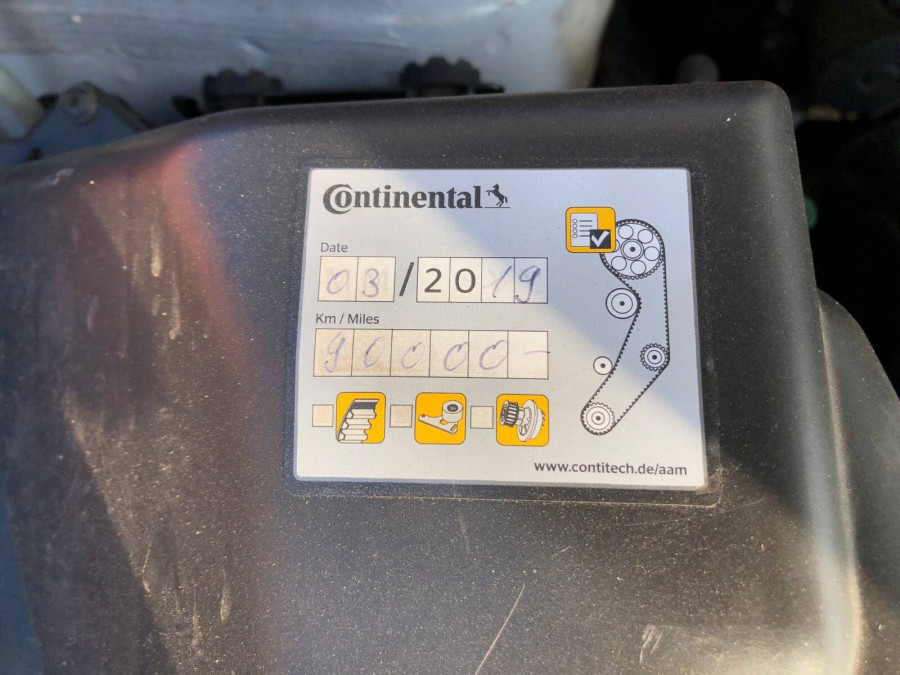 Continental
Date
03/2019
Km / Miles
90000-
www.contitech.de/aam